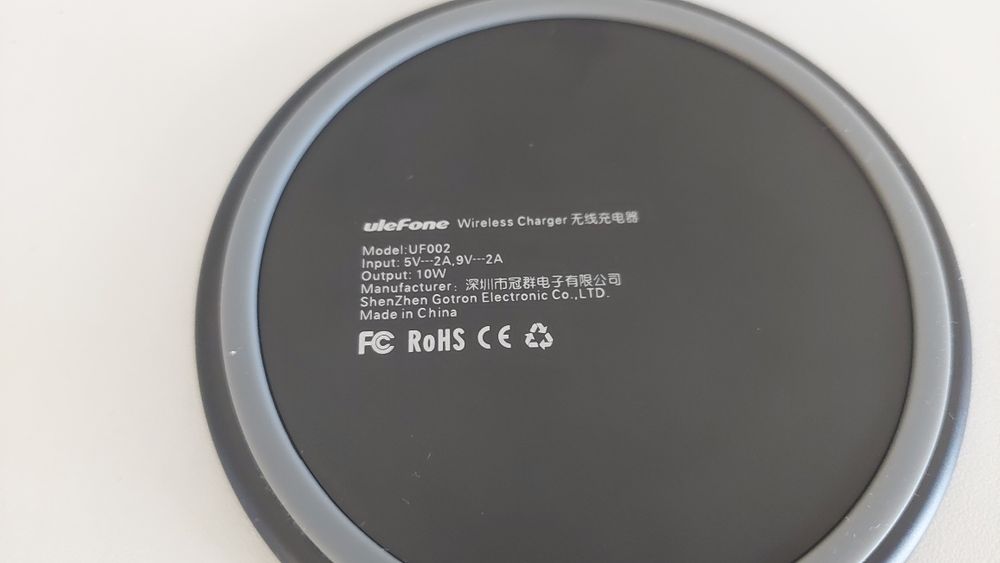 uleFone Wireless Charger 无线充电器
Model:UF002
Input: 5V---2A,9V---2A
Output: 10W
Manufacturer: 深圳市冠群电子有限公司
ShenZhen Gotron Electronic Co.,LTD.
Made in China
FC RoHS CE